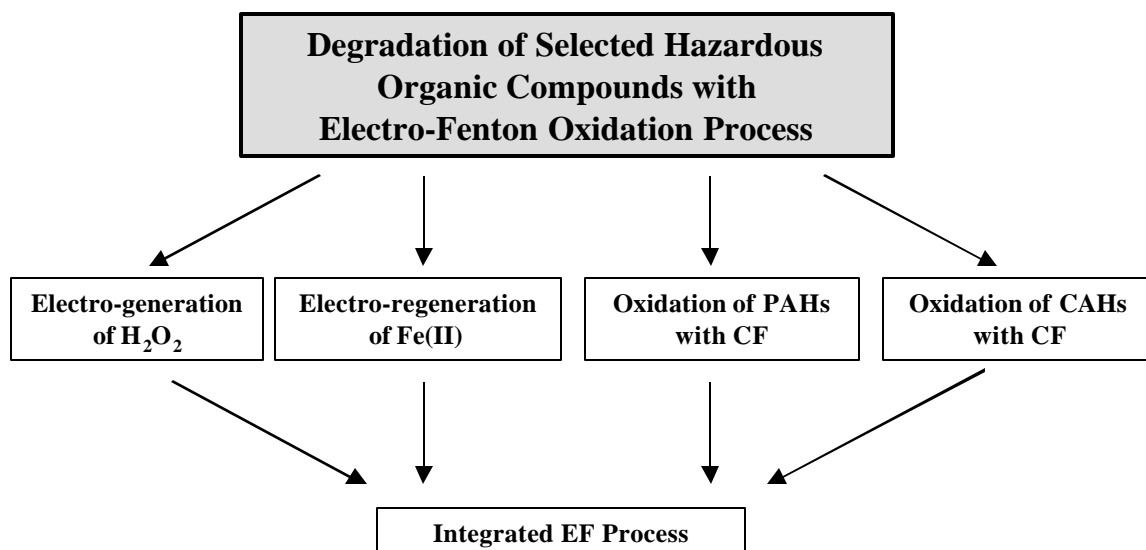 Degradation of Selected Hazardous
Organic Compounds with
Electro-Fenton Oxidation Process
Electro-generation
of H₂O₂
Electro-regeneration
of Fe(II)
Oxidation of PAHs
with CF
Oxidation of CAHs
with CF
Integrated EF Process